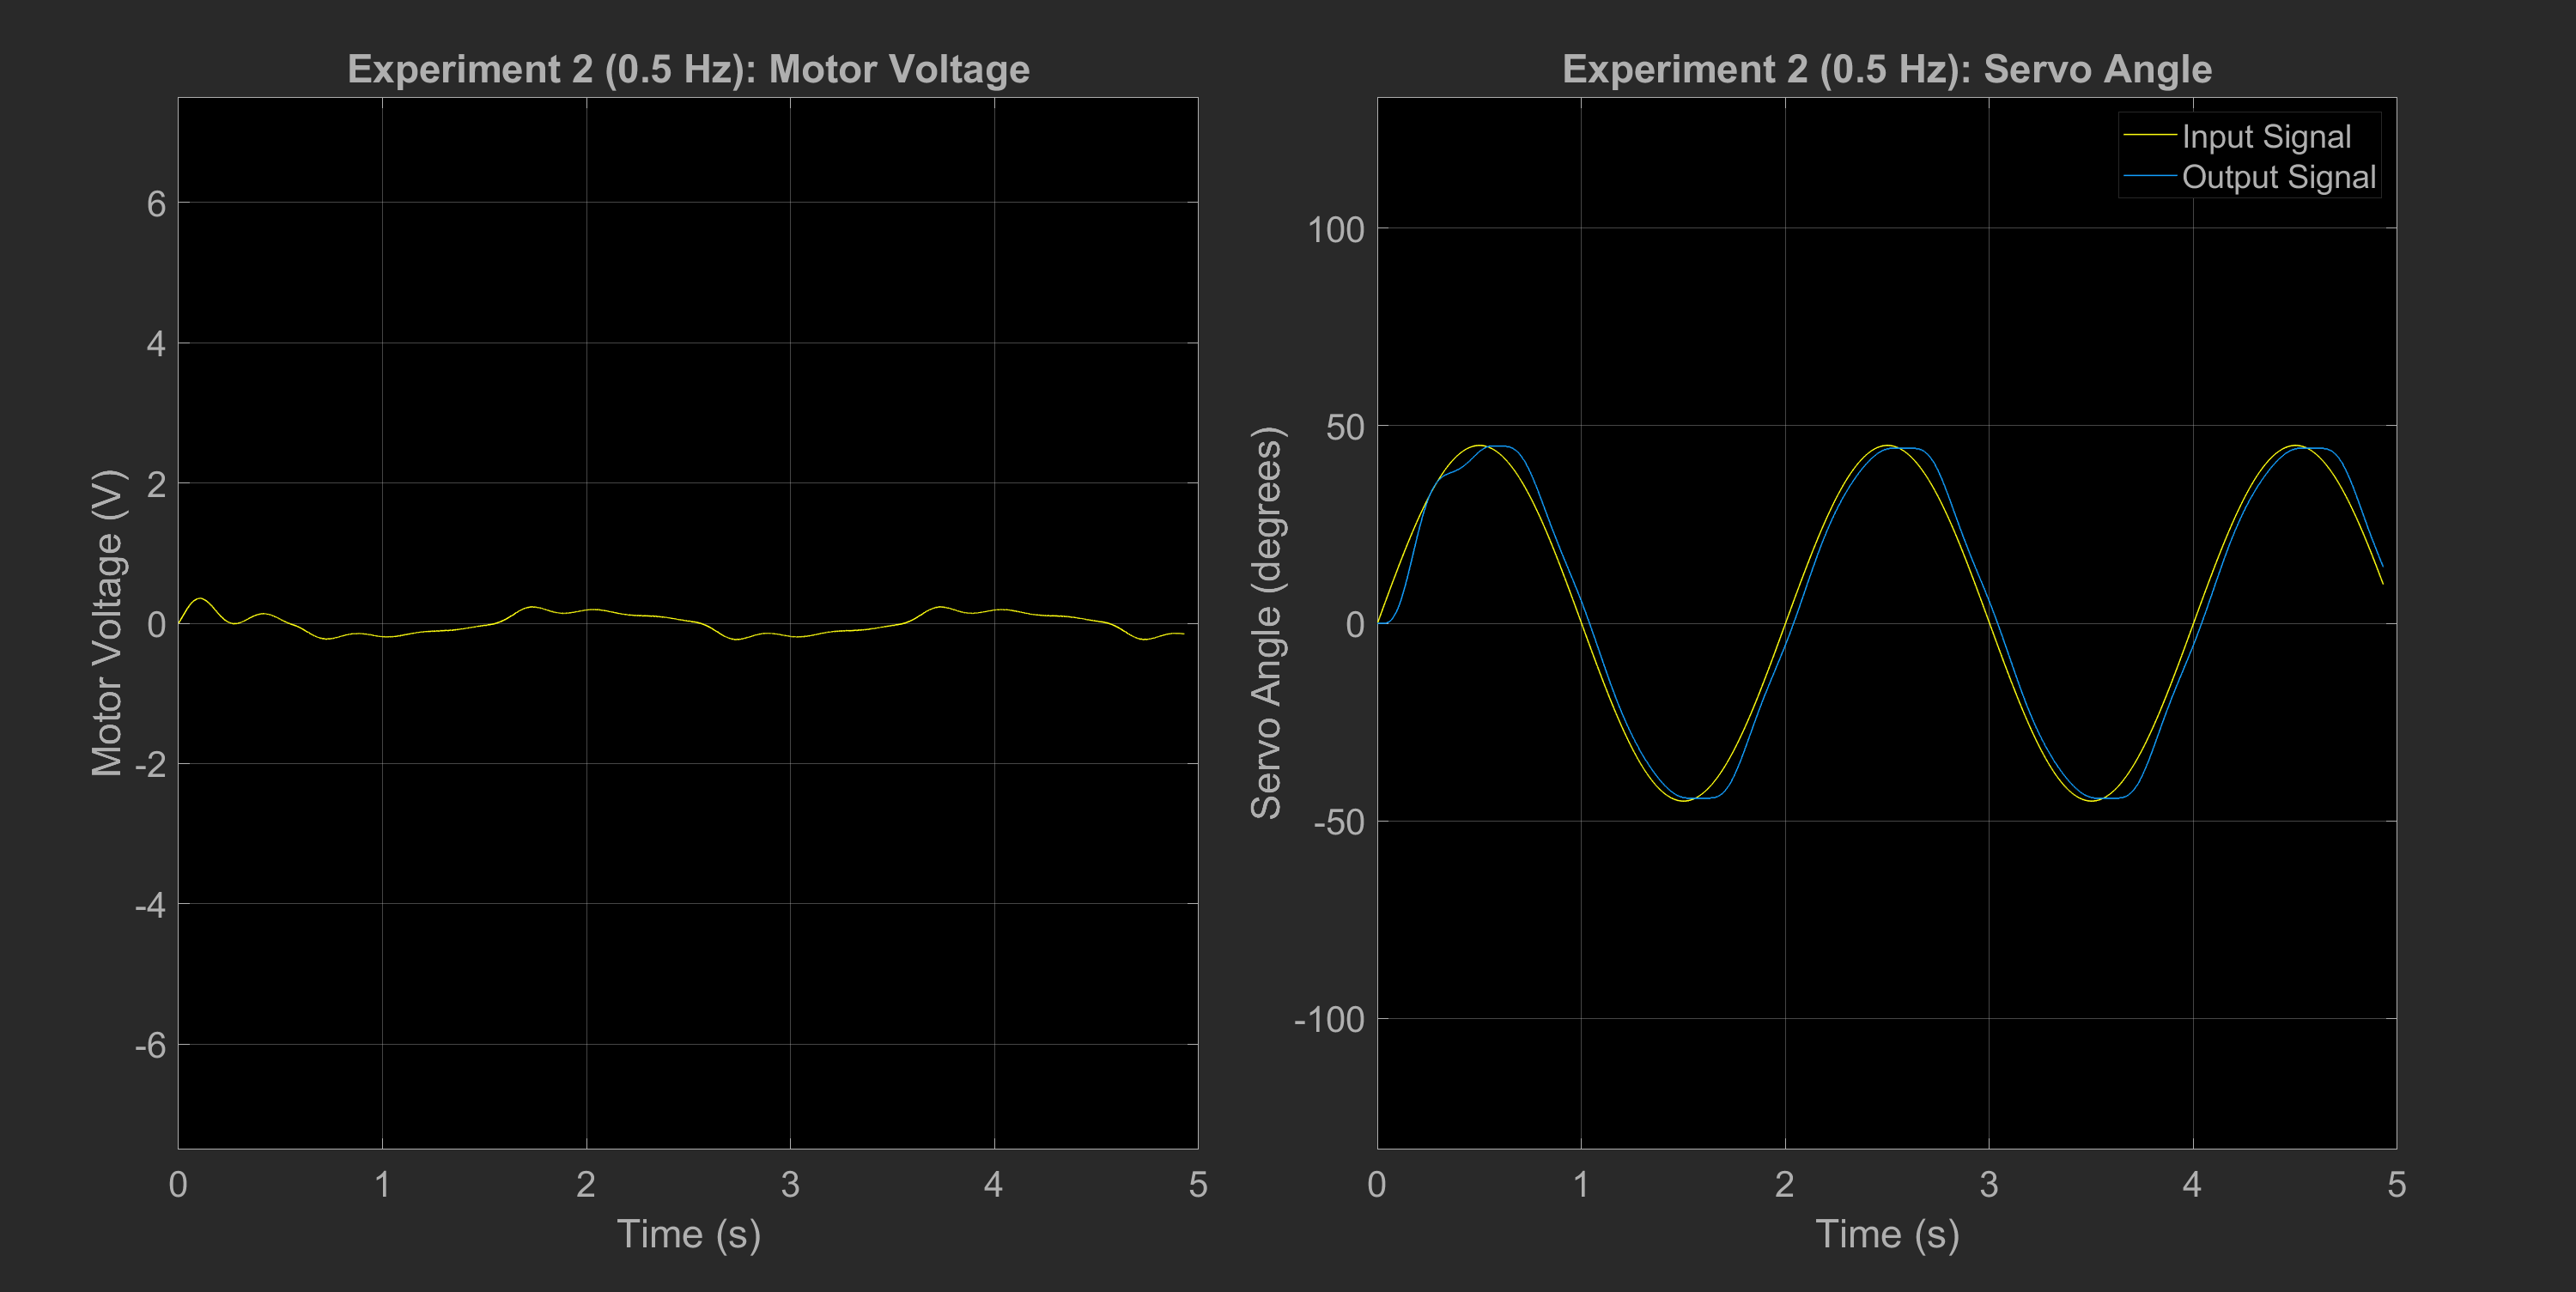 Experiment 2 (0.5 Hz): Motor Voltage
Motor Voltage (V)
6
4
2
0
-2
-4
-6
0 1 2 3 4 5
Time (s)
Experiment 2 (0.5 Hz): Servo Angle
Input Signal
Output Signal
Servo Angle (degrees)
100
50
0
-50
-100
0 1 2 3 4 5
Time (s)